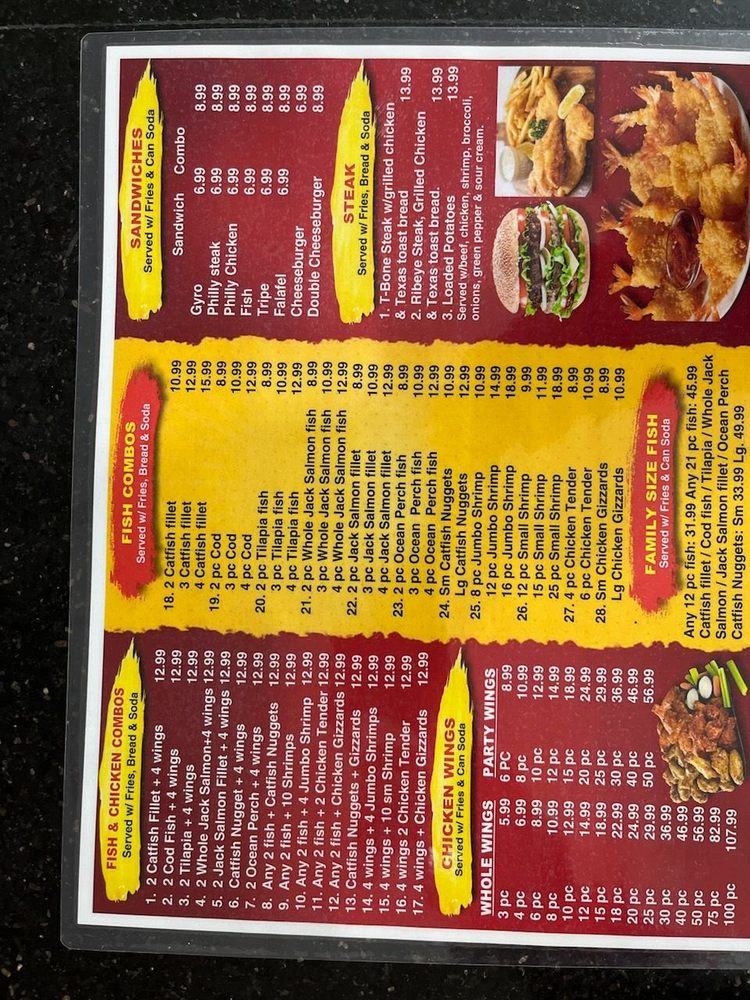 FISH & CHICKEN COMBOS
Served w/ Fries, Bread & Soda
1. 2 Catfish Fillet + 4 wings 12.99
2. 2 Cod Fish + 4 wings 12.99
3. 2 Tilapia + 4 wings 12.99
4. 2 Whole Jack Salmon+4 wings 12.99
5. 2 Jack Salmon Fillet + 4 wings 12.99
6. Catfish Nugget + 4 wings 12.99
7. 2 Ocean Perch + 4 wings 12.99
8. Any 2 fish + Catfish Nuggets 12.99
9. Any 2 fish + 10 Shrimps 12.99
10. Any 2 fish + 4 Jumbo Shrimp 12.99
11. Any 2 fish + 2 Chicken Tender 12.99
12. Any 2 fish + Chicken Gizzards 12.99
13. Catfish Nuggets + Gizzards 12.99
14. 4 wings + 4 Jumbo Shrimps 12.99
15. 4 wings + 10 sm Shrimp 12.99
16. 4 wings 2 Chicken Tender 12.99
17. 4 wings + Chicken Gizzards 12.99
CHICKEN WINGS
Served w/ Fries & Can Soda
WHOLE WINGS PARTY WINGS
3 pc 5.99 6 PC 8.99
4 pc 6.99 8 pc 10.99
6 pc 8.99 10 pc 12.99
8 pc 10.99 12 pc 14.99
10 pc 12.99 15 pc 18.99
12 pc 14.99 20 pc 24.99
15 pc 18.99 25 pc 29.99
18 pc 22.99 30 pc 36.99
20 pc 24.99 40 pc 46.99
25 pc 29.99 50 pc 56.99
30 pc 36.99
40 pc 46.99
50 pc 56.99
75 pc 82.99
100 pc 107.99
FISH COMBOS
Served w/ Fries, Bread & Soda
18. 2 Catfish fillet 10.99
3 Catfish fillet 12.99
4 Catfish fillet 15.99
19. 2 pc Cod 8.99
3 pc Cod 10.99
4 pc Cod 12.99
20. 2 pc Tilapia fish 8.99
3 pc Tilapia fish 10.99
4 pc Tilapia fish 12.99
21. 2 pc Whole Jack Salmon fish 8.99
3 pc Whole Jack Salmon fish 10.99
4 pc Whole Jack Salmon fish 12.99
22. 2 pc Jack Salmon fillet 8.99
3 pc Jack Salmon fillet 10.99
4 pc Jack Salmon fillet 12.99
23. 2 pc Ocean Perch fish 8.99
3 pc Ocean Perch fish 10.99
4 pc Ocean Perch fish 2.99
24. Sm Catfish Nuggets 10.99
Lg Catfish Nuggets 12.99
25. 8 pc Jumbo Shrimp 10.99
12 pc Jumbo Shrimp 14.99
16 pc Jumbo Shrimp 18.99
26. 12 pc Small Shrimp 9.99
15 pc Small Shrimp 11.99
25 pc Small Shrimp 18.99
27. 4 pc Chicken Tender 8.99
6 pc Chicken Tender 10.99
28. Sm Chicken Gizzards 8.99
Lg Chicken Gizzards 10.99
FAMILY SIZE FISH
Served w/ Fries & Can Soda
Any 12 pc fish: 31.99 Any 21 pc fish: 45.99
Catfish fillet / Cod fish / Tilapia / Whole Jack
Salmon / Jack Salmon fillet / Ocean Perch
Catfish Nuggets: Sm 33.99 Lg. 49.99
SANDWICHES
Served w/ Fries & Can Soda
Sandwich Combo
Gyro 6.99 8.99
Philly steak 6.99 8.99
Philly Chicken 6.99 8.99
Fish 6.99 8.99
Tripe 6.99 8.99
Falafel 6.99 8.99
Cheeseburger 6.99
Double Cheeseburger 8.99
STEAK
Served w/ Fries, Bread & Soda
1. T-Bone Steak w/grilled chicken
& Texas toast bread 13.99
2. Ribeye Steak, Grilled Chicken
& Texas toast bread. 13.99
3. Loaded Potatoes 13.99
Served w/beef, chicken, shrimp, broccoli,
onions, green pepper & sour cream.